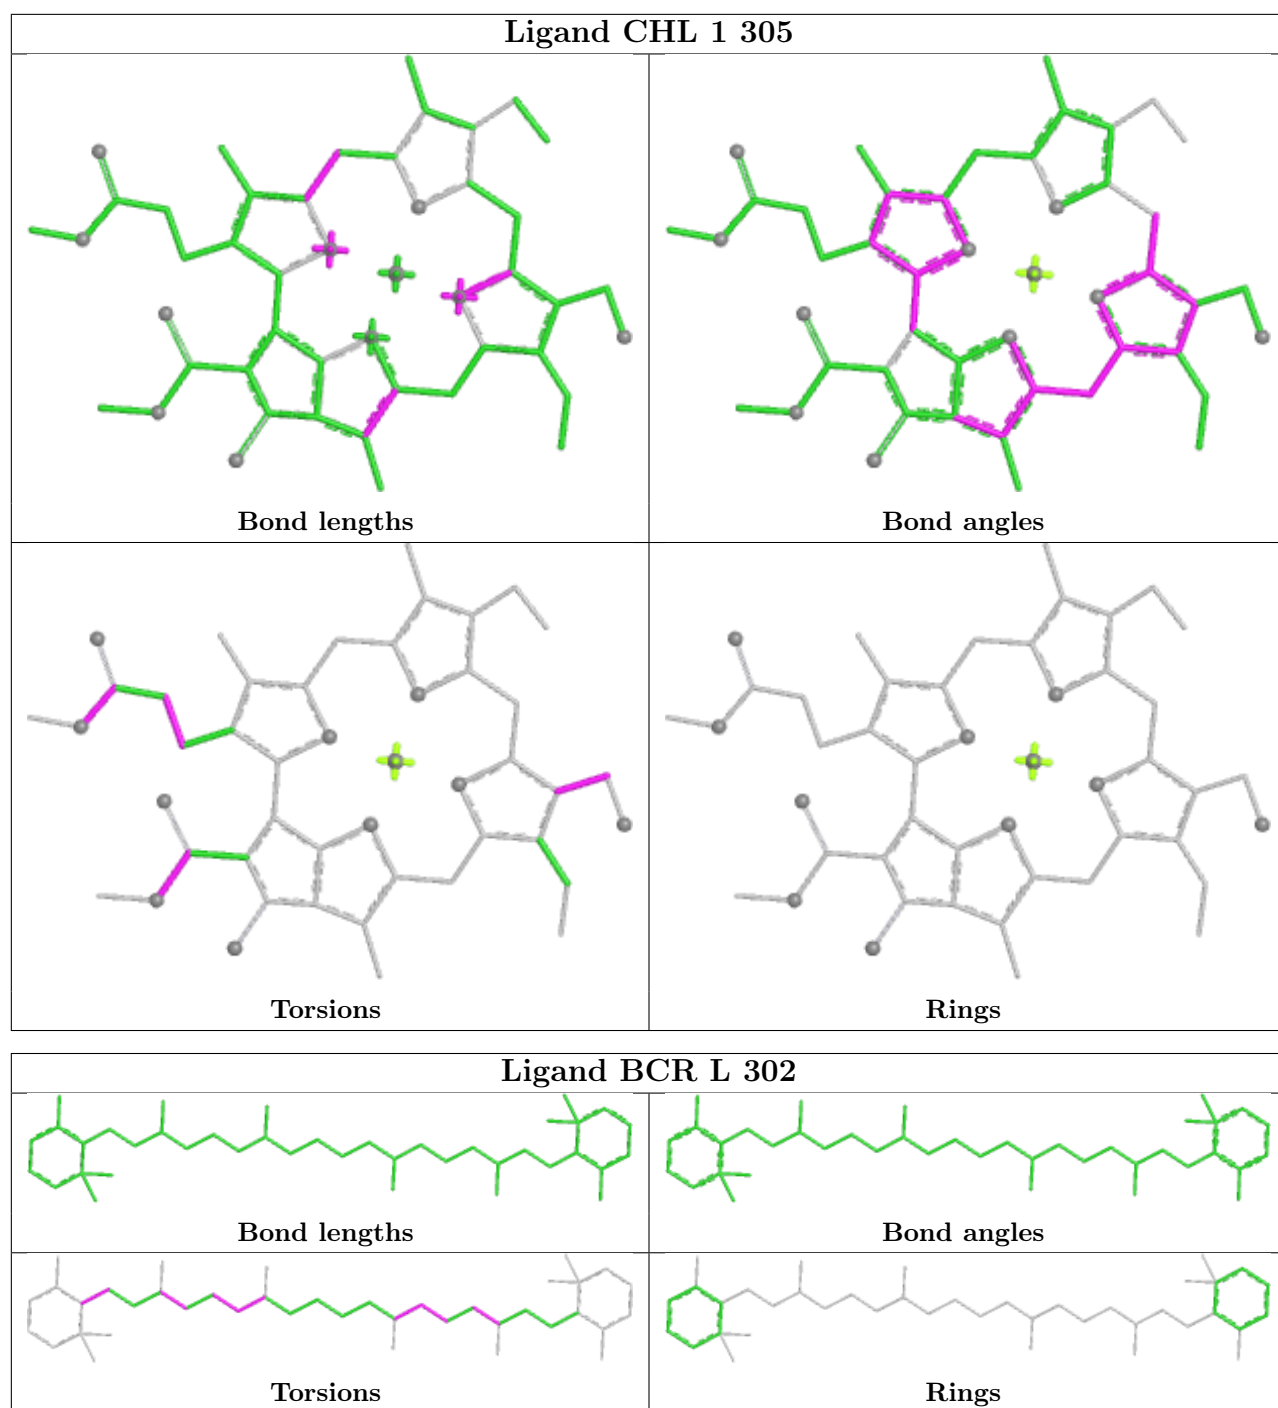 Ligand CHL 1 305
Bond lengths
Bond angles
Torsions
Rings
Ligand BCR L 302
Bond lengths
Bond angles
Torsions
Rings